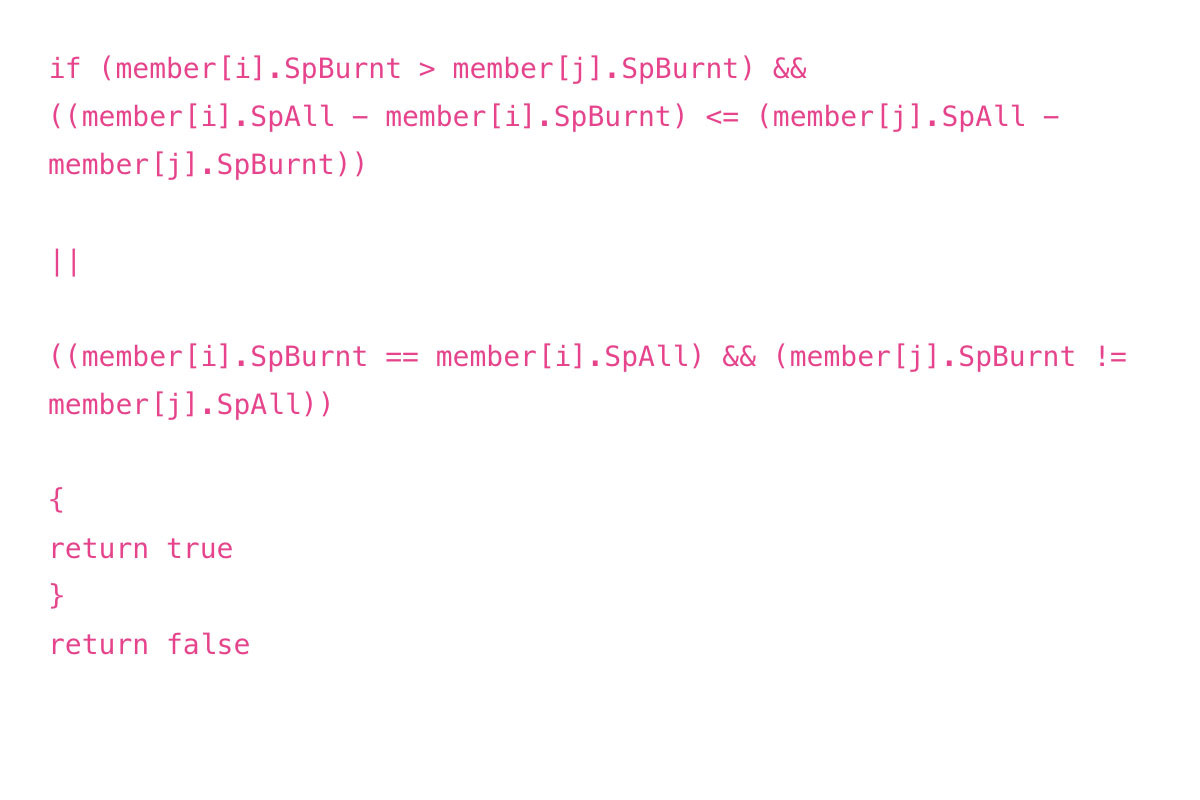 if (member[i].SpBurnt > member[j].SpBurnt) &&
((member[i].SpAll – member[i].SpBurnt) <= (member[j].SpAll –
member[j].SpBurnt))
||
((member[i].SpBurnt == member[i].SpAll) && (member[j].SpBurnt !=
member[j].SpAll))
{
return true
}
return false